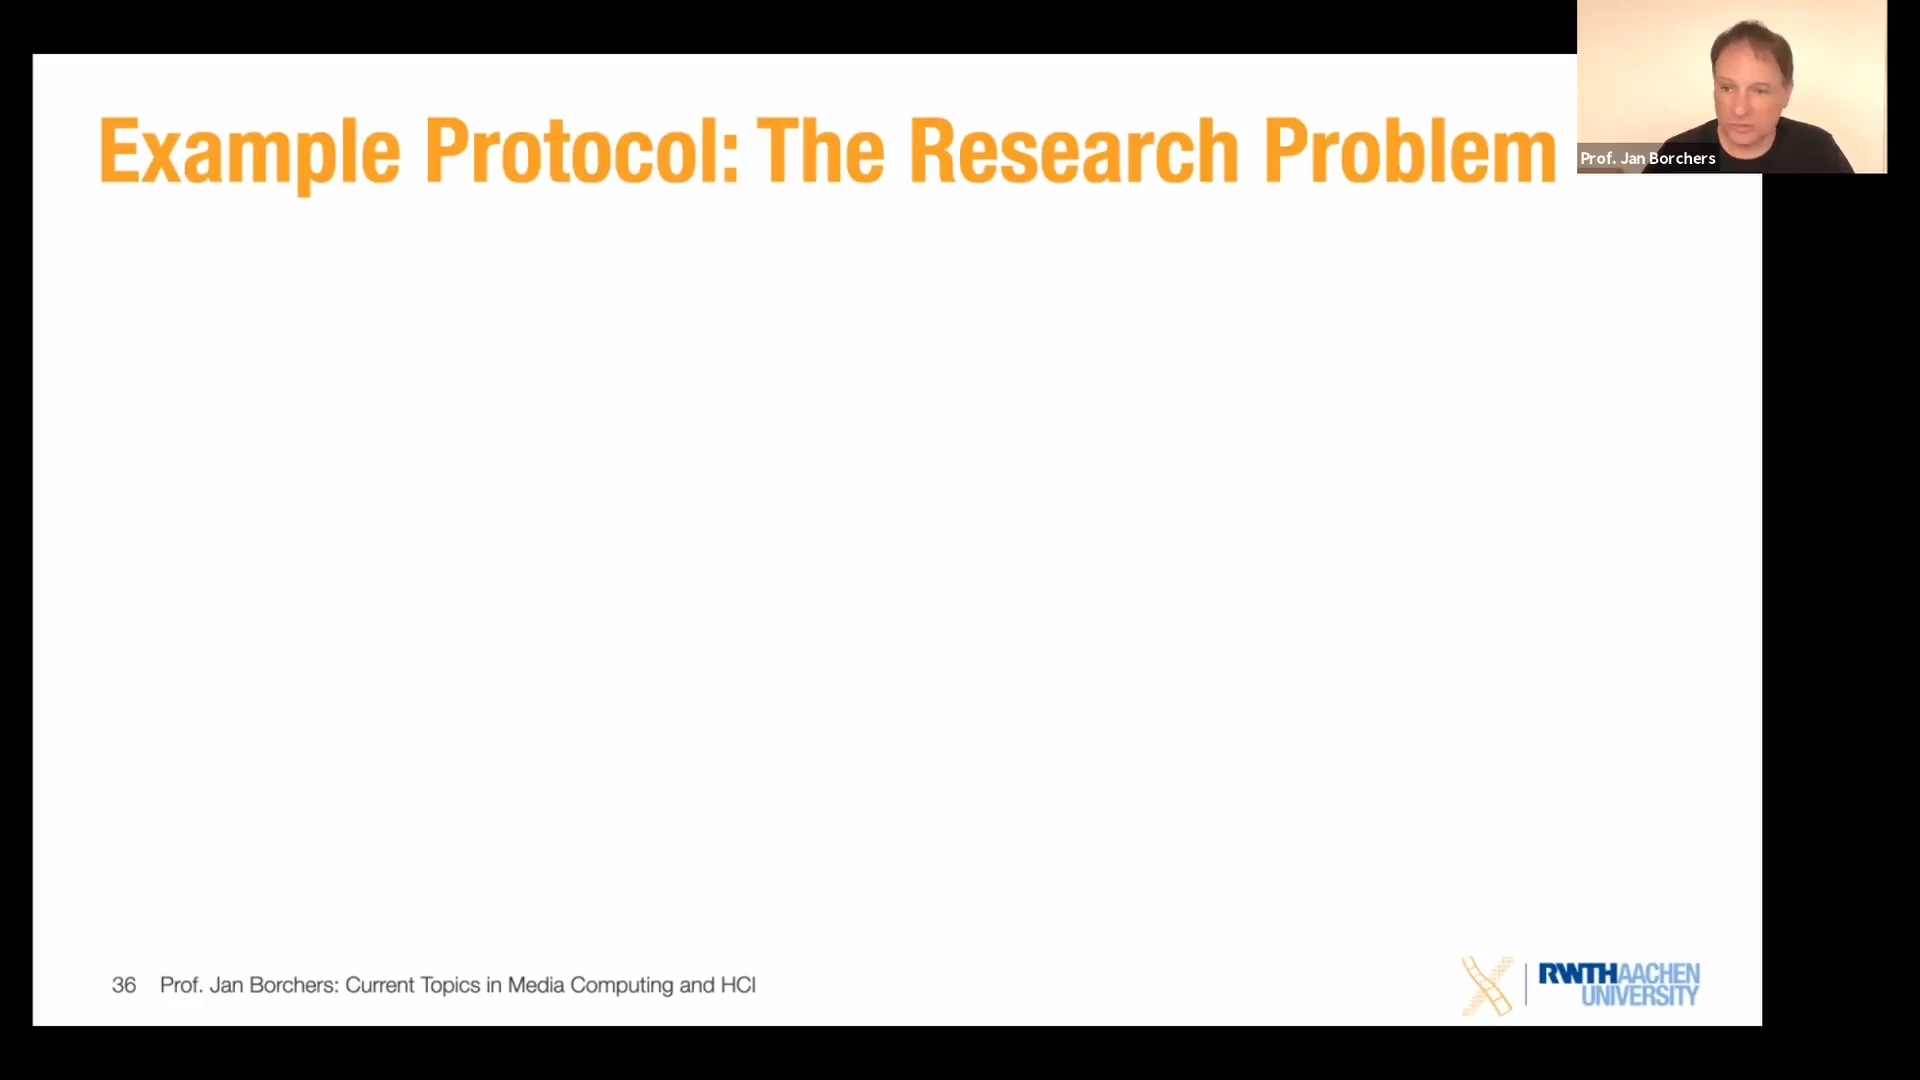 Example Protocol: The Research Problem
Prof. Jan Borchers
36 Prof. Jan Borchers: Current Topics in Media Computing and HCI
RWTHAACHEN
UNIVERSITY